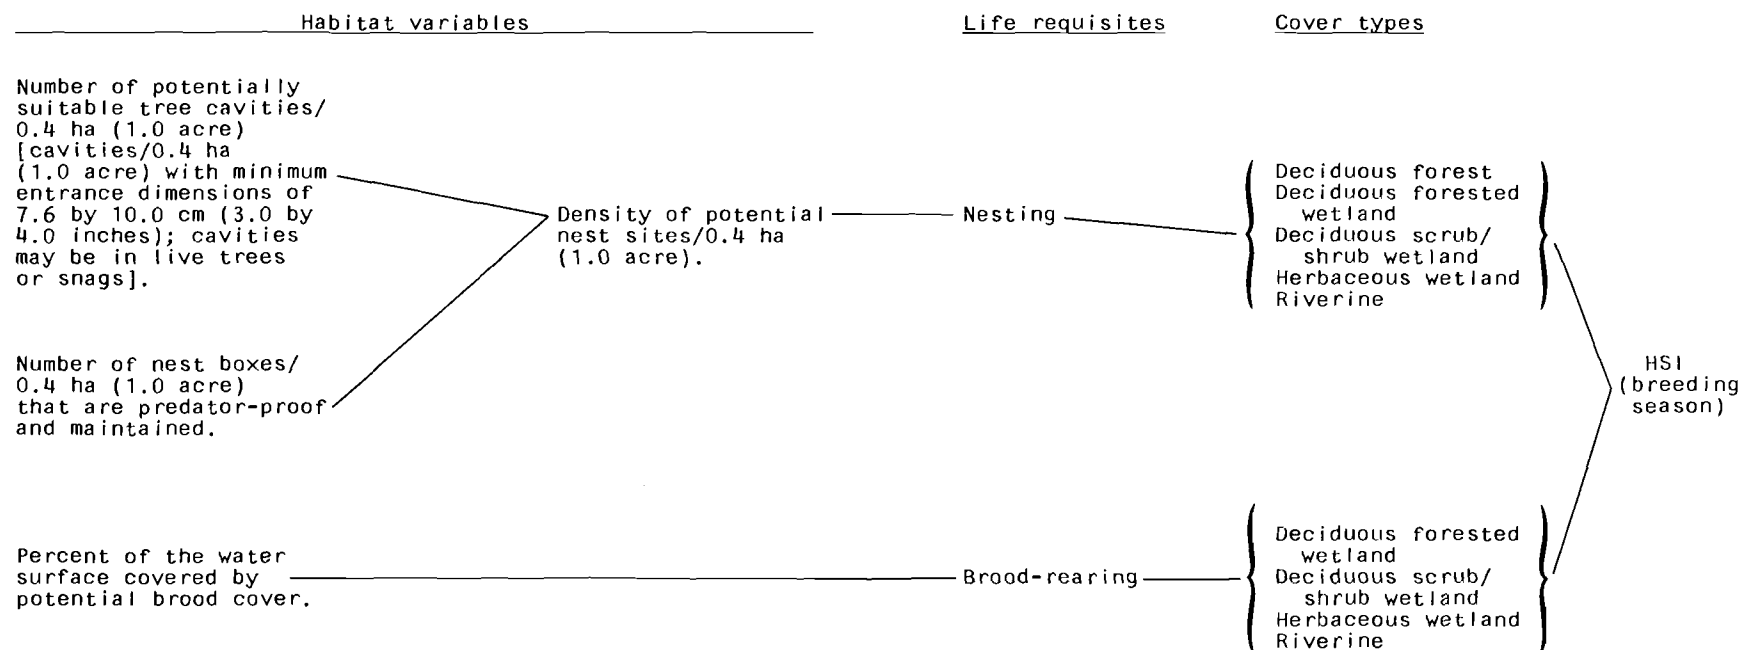 Habitat variables
Life requisites
Cover types
Number of potentially
suitable tree cavities/
0.4 ha (1.0 acre)
[cavities/0.4 ha
(1.0 acre) with minimum
entrance dimensions of
7.6 by 10.0 cm (3.0 by
4.0 inches); cavities
may be in live trees
or snags].
Number of nest boxes/
0.4 ha (1.0 acre)
that are predator-proof
and maintained.
Density of potential
nest sites/0.4 ha
(1.0 acre).
Nesting
Deciduous forest
Deciduous forested
wetland
Deciduous scrub/
shrub wetland
Herbaceous wetland
Riverine
Percent of the water
surface covered by
potential brood cover.
Brood-rearing
Deciduous forested
wetland
Deciduous scrub/
shrub wetland
Herbaceous wetland
Riverine
HSI
(breeding
season)